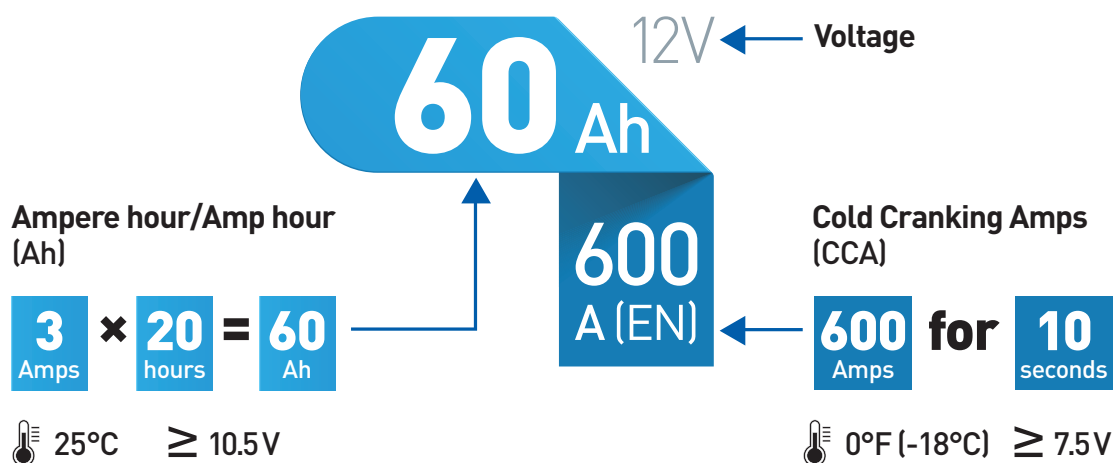 12V
Voltage
60 Ah
Ampere hour/Amp hour
(Ah)
600
A (EN)
Cold Cranking Amps
(CCA)
3 × 20 = 60
Amps hours Ah
600 for 10
Amps seconds
25°C ≥ 10.5 V
0°F (-18°C) ≥ 7.5 V